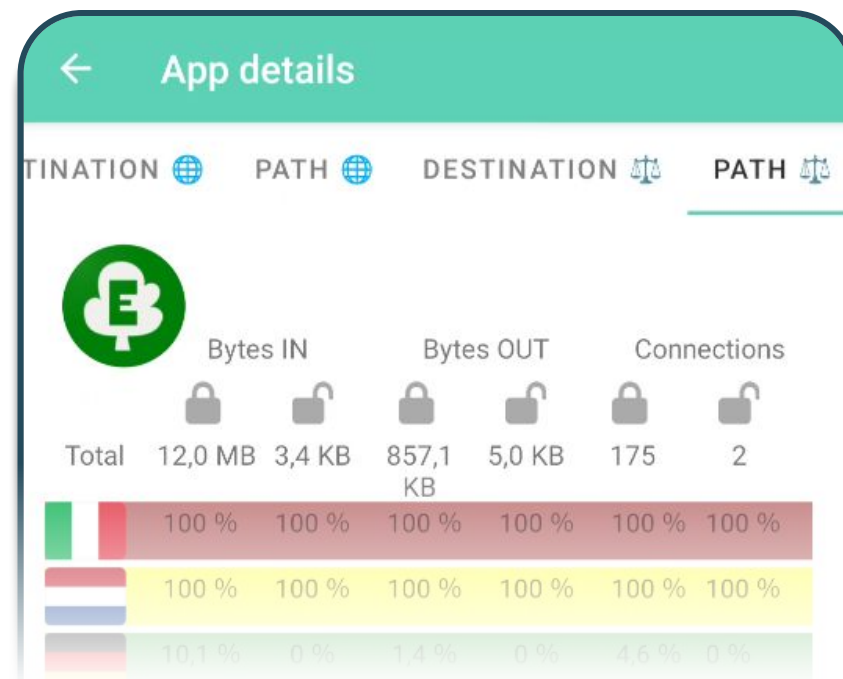 App details
TINATION PATH DESTINATION PATH
E
Bytes IN Bytes OUT Connections
Total 12,0 MB 3,4 KB 857,1 KB 5,0 KB 175 2
100 % 100 % 100 % 100 % 100 % 100 %
100 % 100 % 100 % 100 % 100 % 100 %
10,1 % 0 % 1,4 % 0 % 4,6 % 0 %